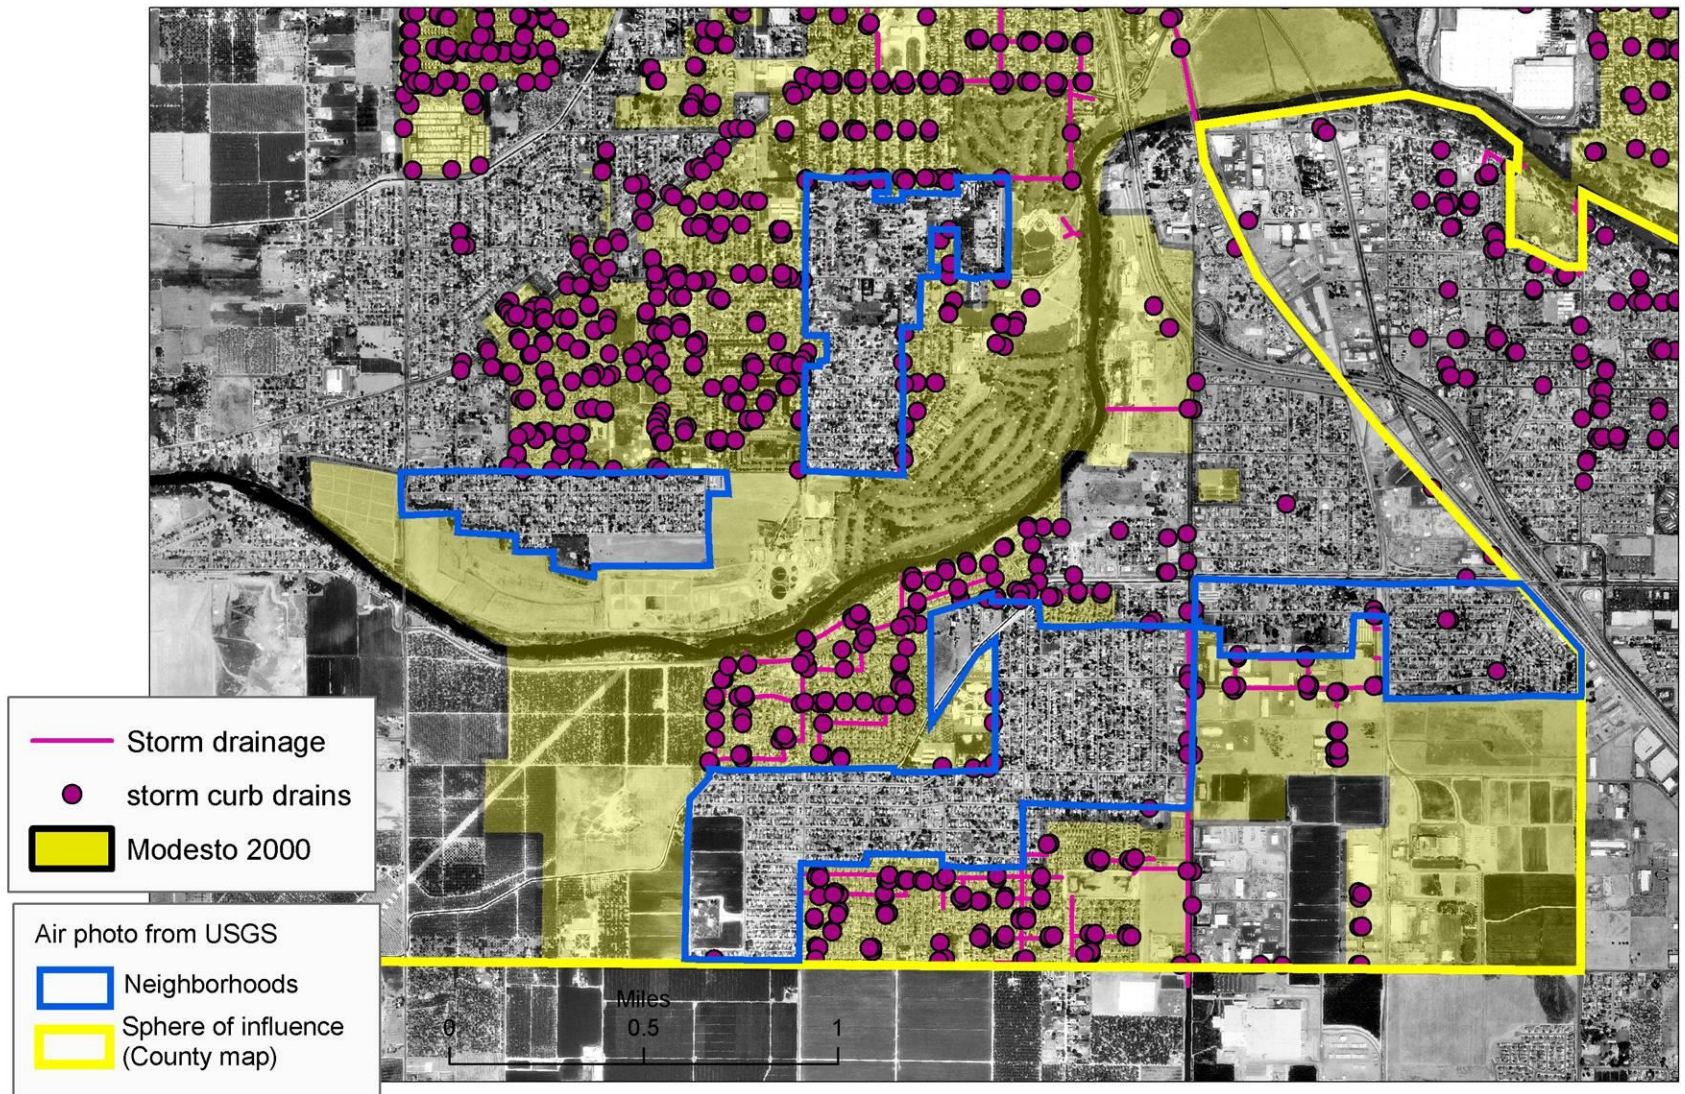 Storm drainage
storm curb drains
Modesto 2000
Air photo from USGS
Neighborhoods
Sphere of influence
(County map)
Miles
0 0.5 1